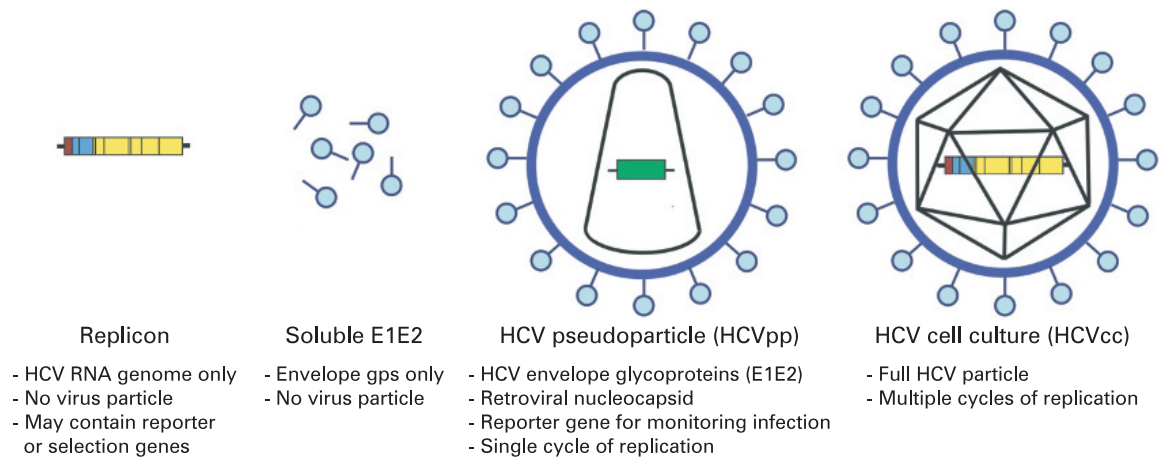 Replicon
- HCV RNA genome only
- No virus particle
- May contain reporter
or selection genes
Soluble E1E2
- Envelope gps only
- No virus particle
HCV pseudoparticle (HCVpp)
- HCV envelope glycoproteins (E1E2)
- Retroviral nucleocapsid
- Reporter gene for monitoring infection
- Single cycle of replication
HCV cell culture (HCVcc)
- Full HCV particle
- Multiple cycles of replication